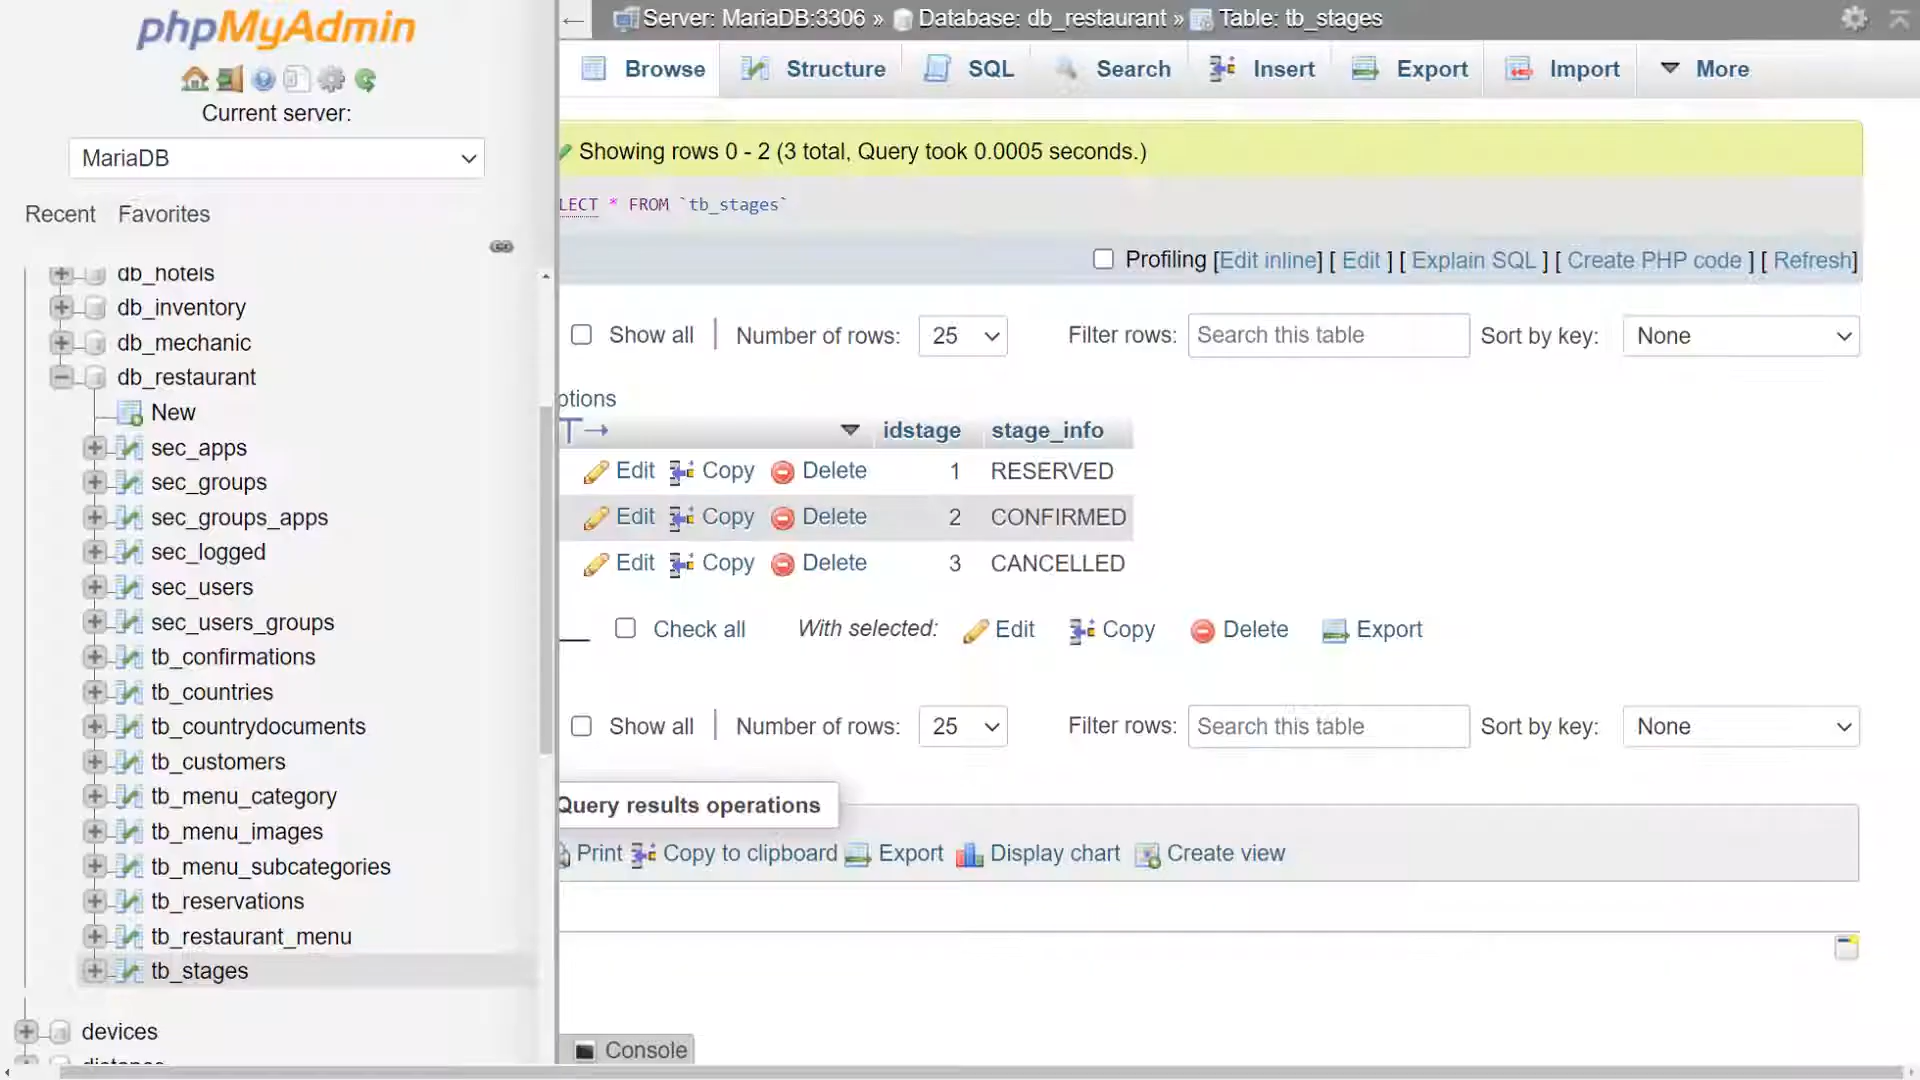 phpMyAdmin
Current server:
MariaDB
Recent Favorites
db_hotels
db_inventory
db_mechanic
db_restaurant
New
sec_apps
sec_groups
sec_groups_apps
sec_logged
sec_users
sec_users_groups
tb_confirmations
tb_countries
tb_countrydocuments
tb_customers
tb_menu_category
tb_menu_images
tb_menu_subcategories
tb_reservations
tb_restaurant_menu
tb_stages
devices
Server: MariaDB:3306 » Database: db_restaurant » Table: tb_stages
Browse Structure SQL Search Insert Export Import More
Showing rows 0 - 2 (3 total, Query took 0.0005 seconds.)
LECT * FROM `tb_stages`
Profiling [Edit inline] [ Edit ] [ Explain SQL ] [ Create PHP code ] [ Refresh]
Show all | Number of rows: 25 Filter rows: Search this table Sort by key: None
ptions
idstage stage_info
Edit Copy Delete 1 RESERVED
Edit Copy Delete 2 CONFIRMED
Edit Copy Delete 3 CANCELLED
Check all With selected: Edit Copy Delete Export
Show all | Number of rows: 25 Filter rows: Search this table Sort by key: None
Query results operations
Print Copy to clipboard Export Display chart Create view
Console